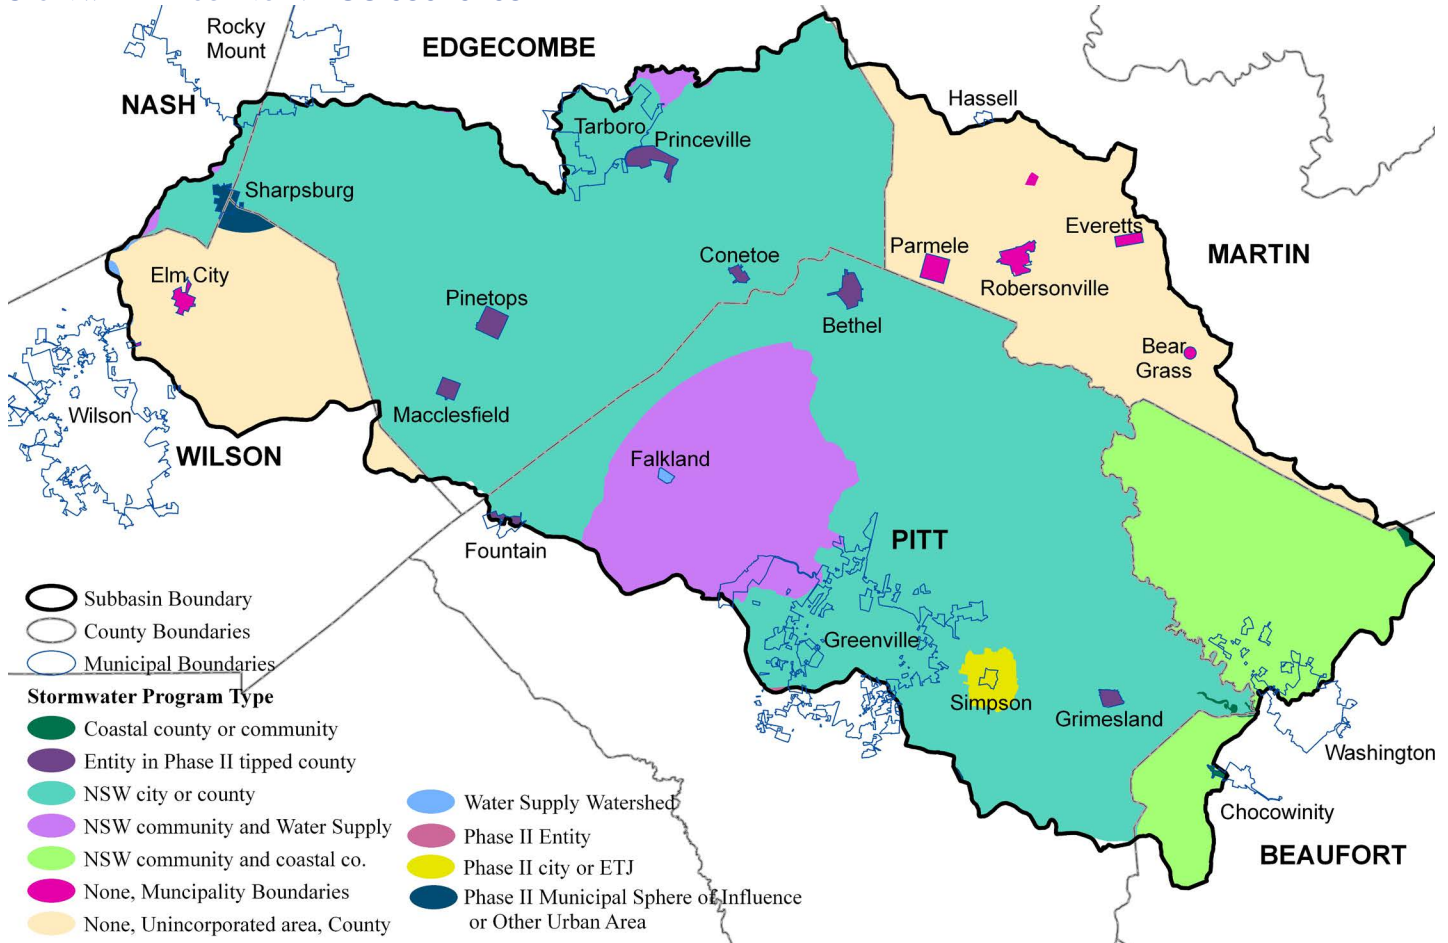 Rocky
Mount
EDGECOMBE
NASH
Hassell
Tarboro
Princeville
Sharpsburg
Everetts
MARTIN
Parmele
Conetoe
Elm City
Robersonville
Pinetops
Bethel
Bear
Grass
Macclesfield
Wilson
WILSON
Falkland
PITT
Fountain
Greenville
Simpson
Grimesland
Washington
Chocowinity
BEAUFORT
Subbasin Boundary
County Boundaries
Municipal Boundaries
Stormwater Program Type
Coastal county or community
Entity in Phase II tipped county
NSW city or county
NSW community and Water Supply
NSW community and coastal co.
None, Muncipality Boundaries
None, Unincorporated area, County
Water Supply Watershed
Phase II Entity
Phase II city or ETJ
Phase II Municipal Sphere of Influence
or Other Urban Area